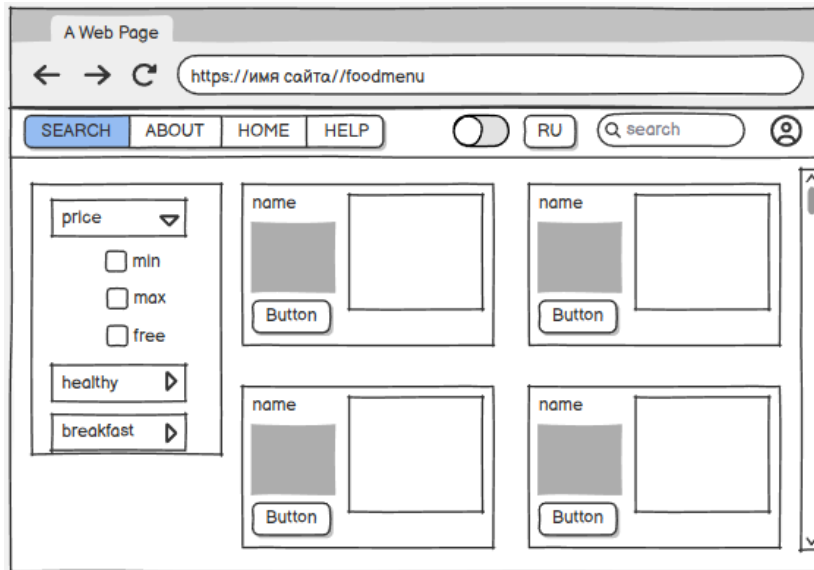 A Web Page
https://имя сайта//foodmenu
SEARCH ABOUT HOME HELP RU search
price
min
max
free
healthy
breakfast
name
Button
name
Button
name
Button
name
Button